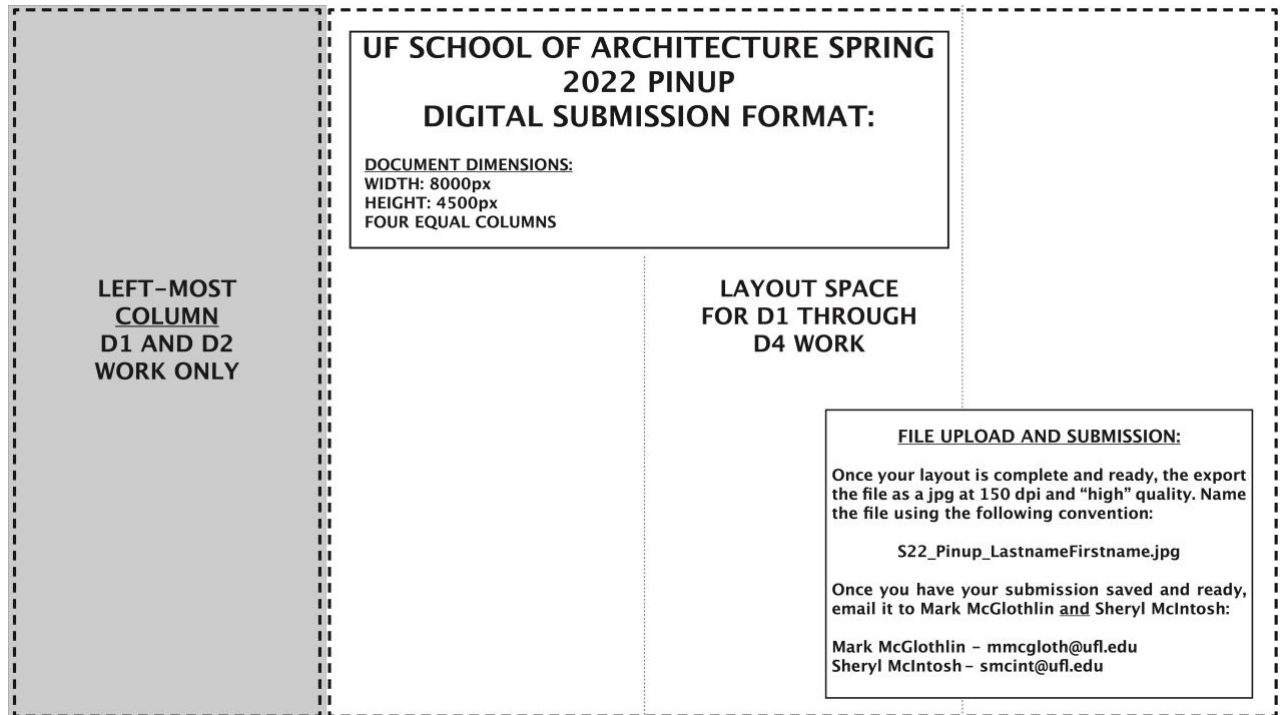 UF SCHOOL OF ARCHITECTURE SPRING
2022 PINUP
DIGITAL SUBMISSION FORMAT:
DOCUMENT DIMENSIONS:
WIDTH: 8000px
HEIGHT: 4500px
FOUR EQUAL COLUMNS
LEFT-MOST
COLUMN
D1 AND D2
WORK ONLY
LAYOUT SPACE
FOR D1 THROUGH
D4 WORK
FILE UPLOAD AND SUBMISSION:
Once your layout is complete and ready, the export
the file as a jpg at 150 dpi and “high” quality. Name
the file using the following convention:
S22_Pinup_LastnameFirstname.jpg
Once you have your submission saved and ready,
email it to Mark McGlothlin and Sheryl McIntosh:
Mark McGlothlin - mmcgloth@ufl.edu
Sheryl McIntosh - smcint@ufl.edu